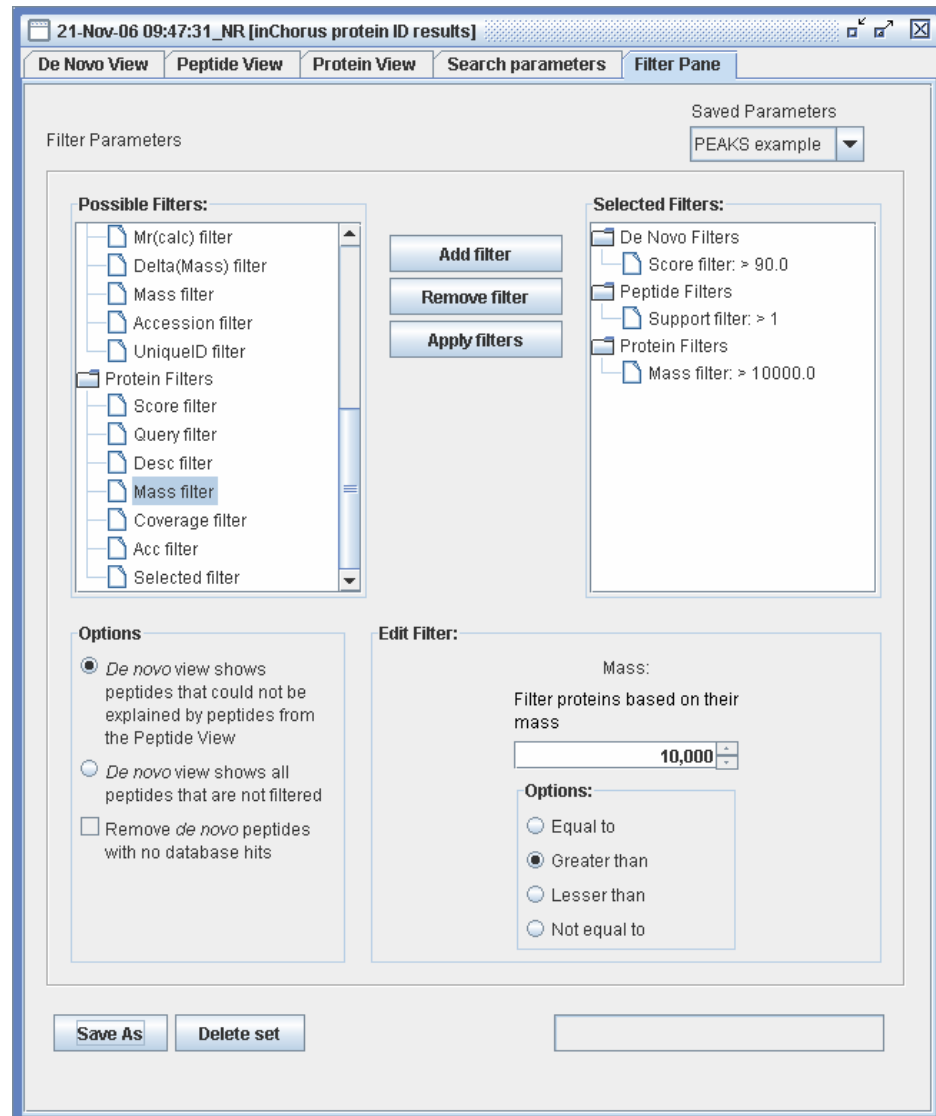 21-Nov-06 09:47:31_NR [inChorus protein ID results]
De Novo View
Peptide View
Protein View
Search parameters
Filter Pane
Saved Parameters
Filter Parameters
PEAKS example
Possible Filters:
Mr(calc) filter
Delta(Mass) filter
Mass filter
Accession filter
UniqueID filter
Protein Filters
Score filter
Query filter
Desc filter
Mass filter
Coverage filter
Acc filter
Selected filter
Add filter
Remove filter
Apply filters
Selected Filters:
De Novo Filters
Score filter: > 90.0
Peptide Filters
Support filter: > 1
Protein Filters
Mass filter: > 10000.0
Options
De novo view shows
peptides that could not be
explained by peptides from
the Peptide View
De novo view shows all
peptides that are not filtered
Remove de novo peptides
with no database hits
Edit Filter:
Mass:
Filter proteins based on their
mass
10,000
Options:
Equal to
Greater than
Lesser than
Not equal to
Save As
Delete set